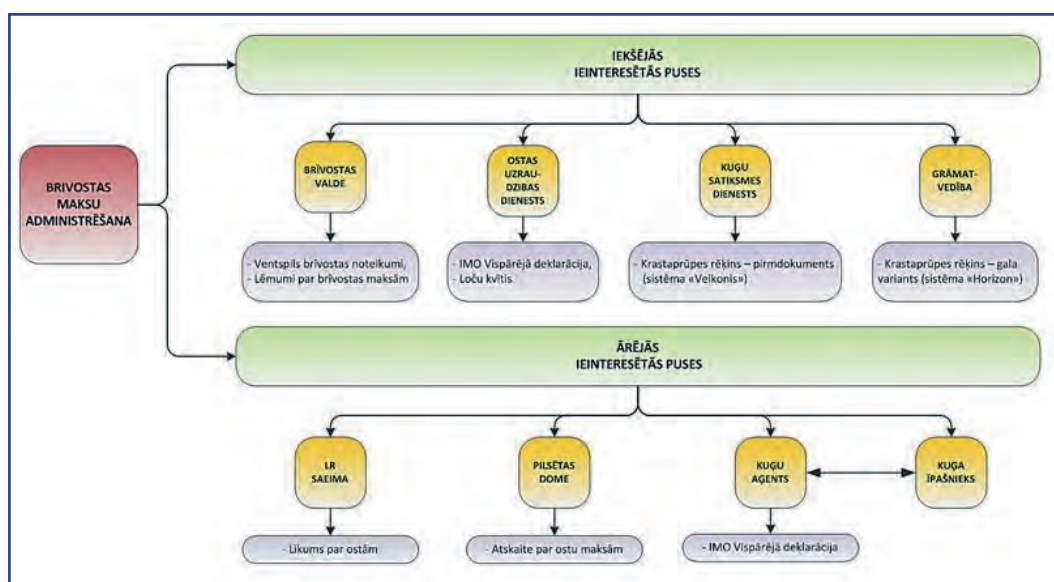 IEKŠĒJĀS
IEINTERESĒTĀS PUSES
BRIVOSTAS
MAKSU
ADMINISTRĒŠANA
BRĪVOSTAS
VALDE
OSTAS
UZRAU-
DZIBAS
DIENESTS
KUĢU
SATIKSMES
DIENESTS
GRĀMAT-
VEDĪBA
- Ventspils brīvostas noteikumi,
- Lēmumi par brīvostas maksām
- IMO Vispārējā deklarācija,
- Loču kvītis
- Krastaprūpes rēķins – pirmdokuments
(sistēma «Veikonis»)
- Krastaprūpes rēķins – gala
variants (sistēma «Horizon»)
ĀRĒJĀS
IEINTERESĒTĀS PUSES
LR
SAEIMA
PILSĒTAS
DOME
KUĢU
AĢENTS
KUĢA
ĪPAŠNIEKS
- Likums par ostām
- Atskaite par ostu maksām
- IMO Vispārējā deklarācija